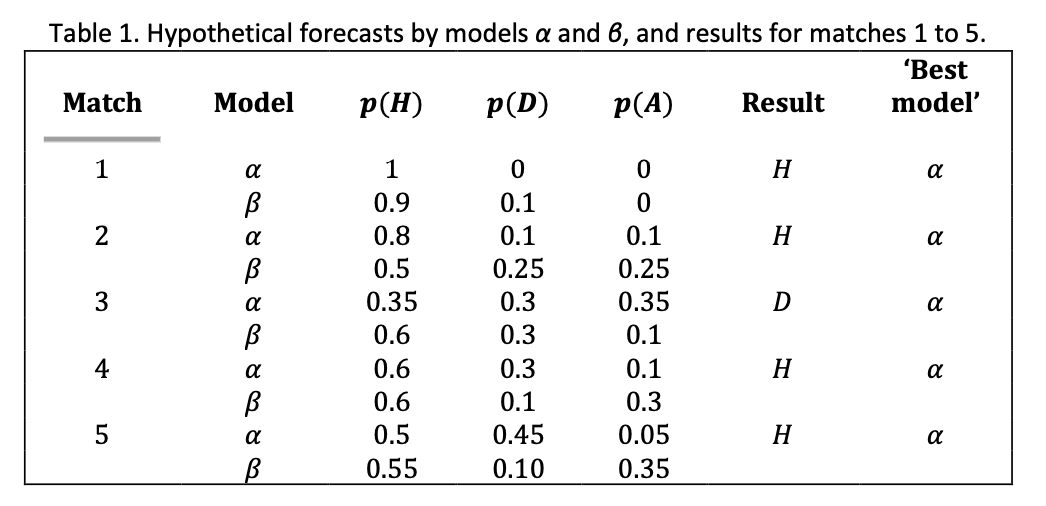 Table 1. Hypothetical forecasts by models α and β, and results for matches 1 to 5.
Match Model p(H) p(D) p(A) Result ‘Best model’
1 α 1 0 0 H α
β 0.9 0.1 0
2 α 0.8 0.1 0.1 H α
β 0.5 0.25 0.25
3 α 0.35 0.3 0.35 D α
β 0.6 0.3 0.1
4 α 0.6 0.3 0.1 H α
β 0.6 0.1 0.3
5 α 0.5 0.45 0.05 H α
β 0.55 0.10 0.35